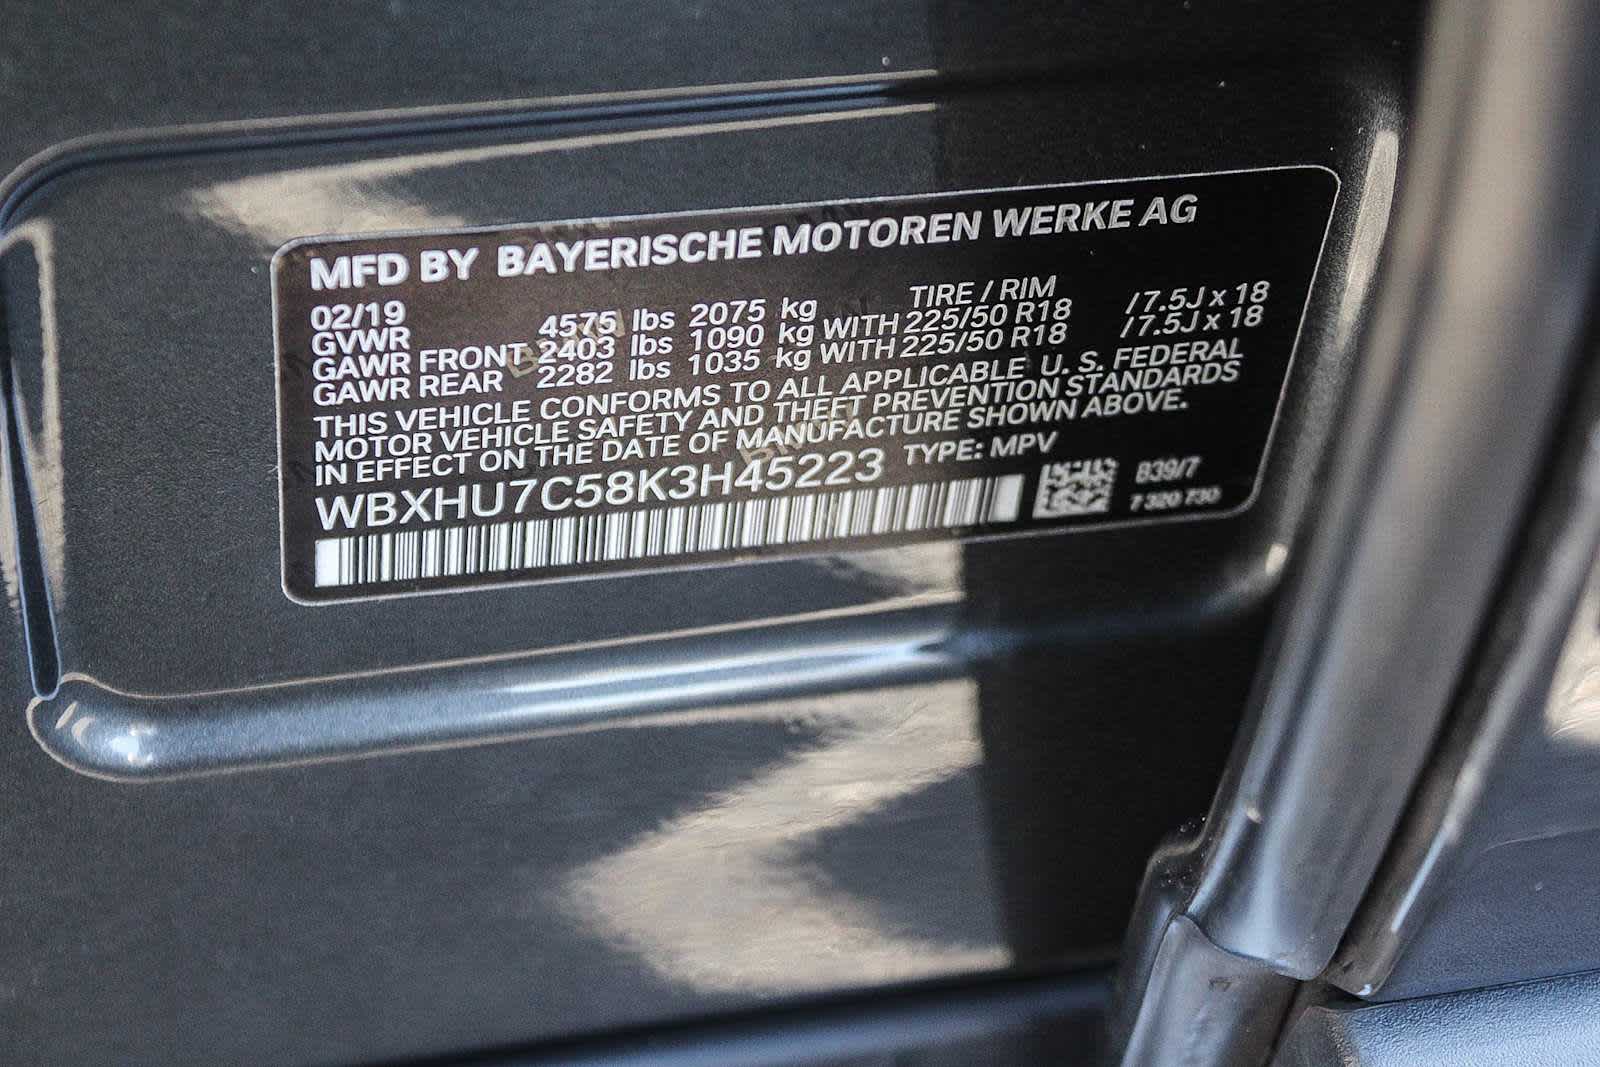 MFD BY BAYERISCHE MOTOREN WERKE AG
02/19 TIRE / RIM
GVWR 4575 lbs 2075 kg
GAWR FRONT 2403 lbs 1090 kg WITH 225/50 R18 /7.5J x 18
GAWR REAR 2282 lbs 1035 kg WITH 225/50 R18 /7.5J x 18
THIS VEHICLE CONFORMS TO ALL APPLICABLE U. S. FEDERAL
MOTOR VEHICLE SAFETY AND THEFT PREVENTION STANDARDS
IN EFFECT ON THE DATE OF MANUFACTURE SHOWN ABOVE.
WBXHU7C58K3H45223 TYPE: MPV
B39/7
7 320 730